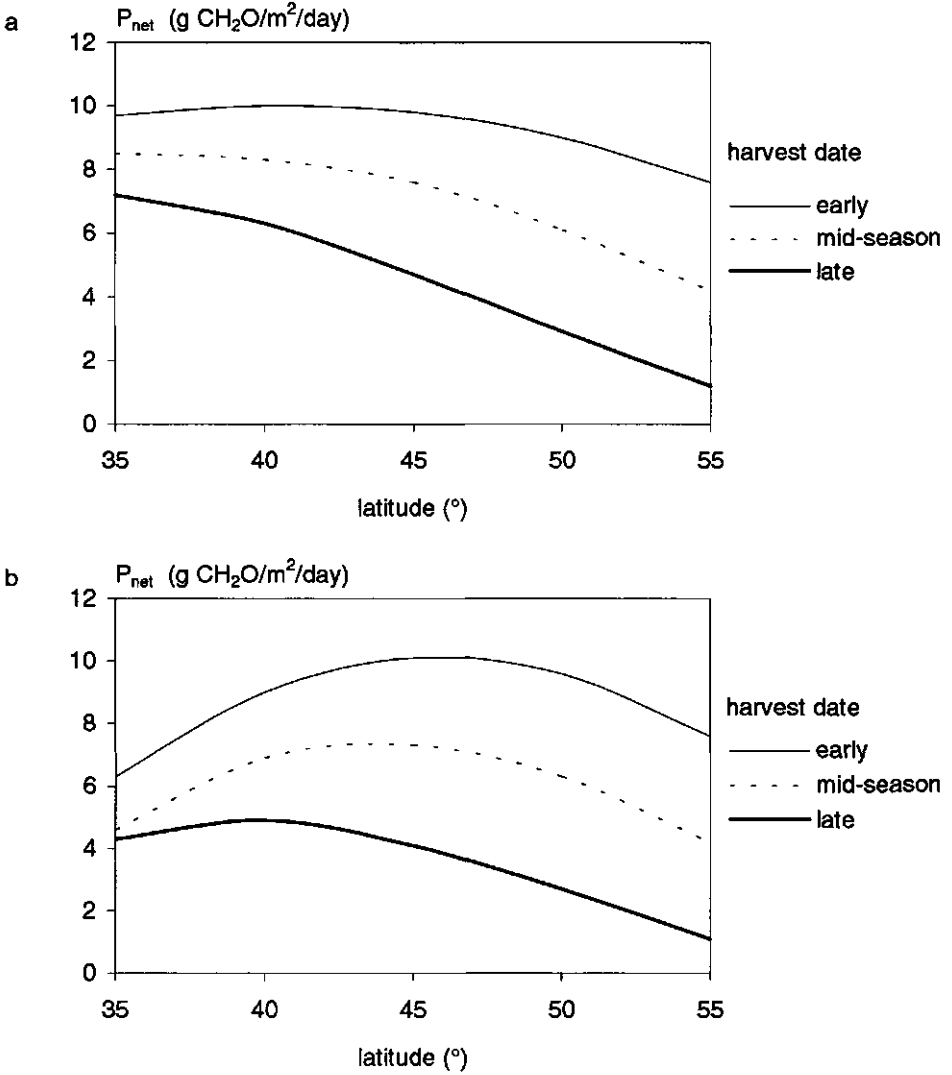 a
P_net (g CH₂O/m²/day)
12
10
8
6
4
2
0
35 40 45 50 55
latitude (°)
harvest date
early
mid-season
late
b
P_net (g CH₂O/m²/day)
12
10
8
6
4
2
0
35 40 45 50 55
latitude (°)
harvest date
early
mid-season
late